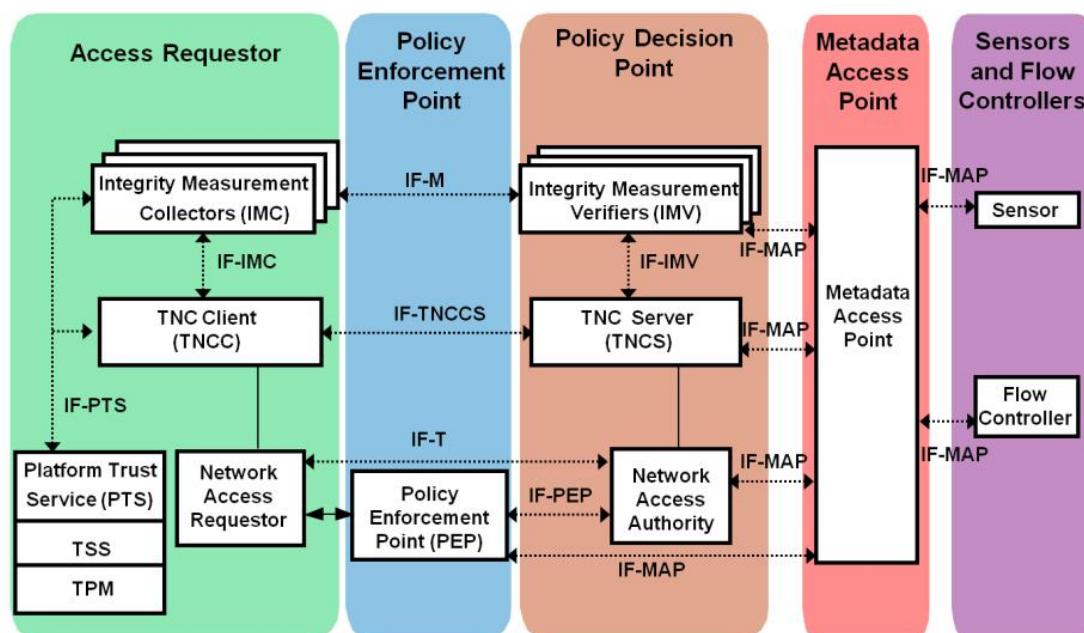 Access Requestor
Policy
Enforcement
Point
Policy Decision
Point
Metadata
Access
Point
Sensors
and Flow
Controllers
Integrity Measurement
Collectors (IMC)
IF-M
Integrity Measurement
Verifiers (IMV)
IF-MAP
IF-MAP
Sensor
IF-IMC
IF-IMV
TNC Client
(TNCC)
IF-TNCCS
TNC Server
(TNCS)
IF-MAP
Metadata
Access
Point
IF-PTS
Flow
Controller
IF-MAP
IF-T
Platform Trust
Service (PTS)
TSS
TPM
Network
Access
Requestor
Policy
Enforcement
Point (PEP)
IF-PEP
Network
Access
Authority
IF-MAP
IF-MAP